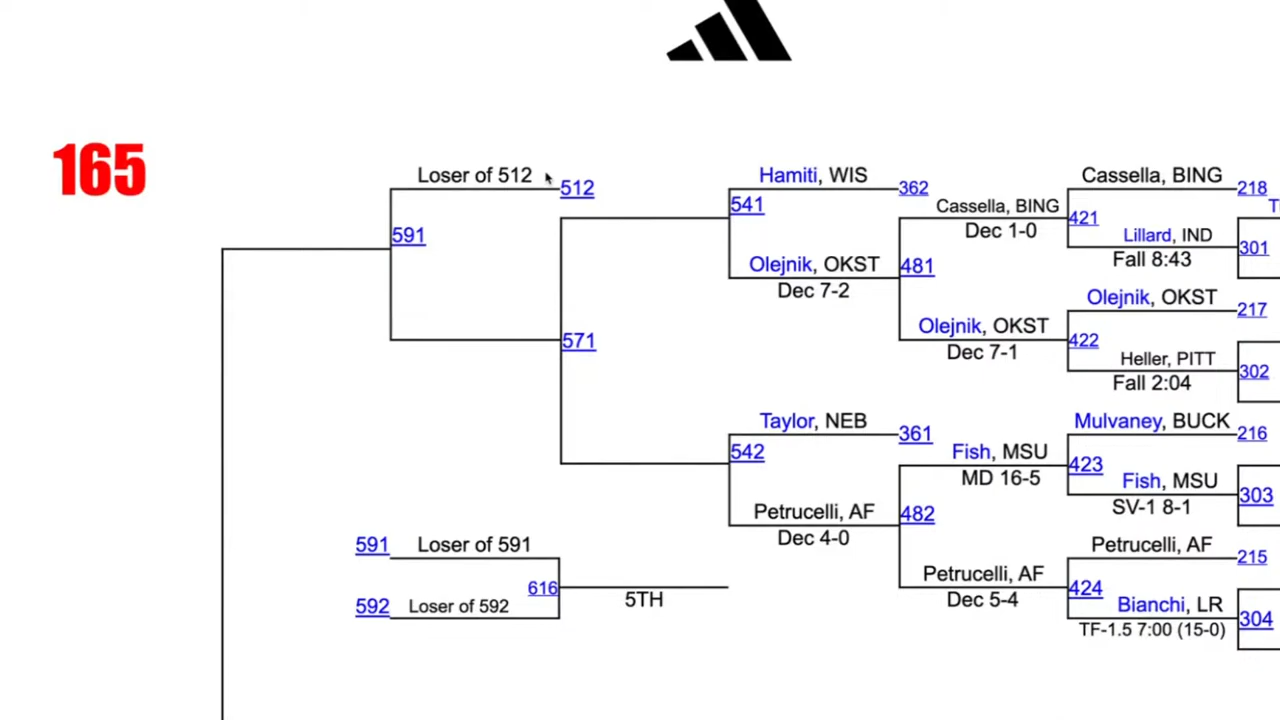 165
Loser of 512
512
591
571
Hamiti, WIS
362
541
Olejnik, OKST
Dec 7-2
481
Cassella, BING
Dec 1-0
421
Cassella, BING
218
Lillard, IND
Fall 8:43
301
Olejnik, OKST
Dec 7-1
422
Olejnik, OKST
217
Heller, PITT
Fall 2:04
302
Taylor, NEB
361
542
Petrucelli, AF
Dec 4-0
482
Fish, MSU
MD 16-5
423
Mulvaney, BUCK
216
Fish, MSU
SV-1 8-1
303
Petrucelli, AF
Dec 5-4
424
Petrucelli, AF
215
Bianchi, LR
TF-1.5 7:00 (15-0)
304
591
Loser of 591
592
Loser of 592
616
5TH